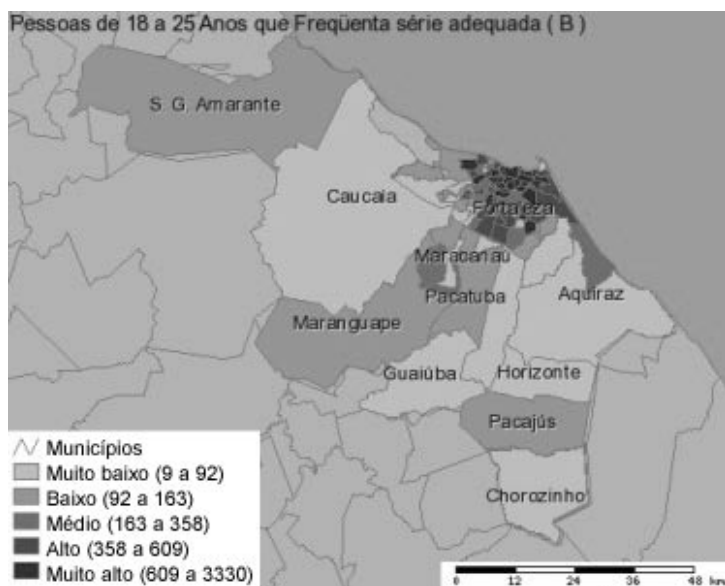 Pessoas de 18 a 25 Anos que Freqüenta série adequada ( B )
S. G. Amarante
Caucaia
Fortaleza
Maracanaú
Pacatuba
Aquiraz
Maranguape
Guaiúba
Horizonte
Pacajús
Chorozinho
Municípios
Muito baixo (9 a 92)
Baixo (92 a 163)
Médio (163 a 358)
Alto (358 a 609)
Muito alto (609 a 3330)
0 12 24 36 48 km